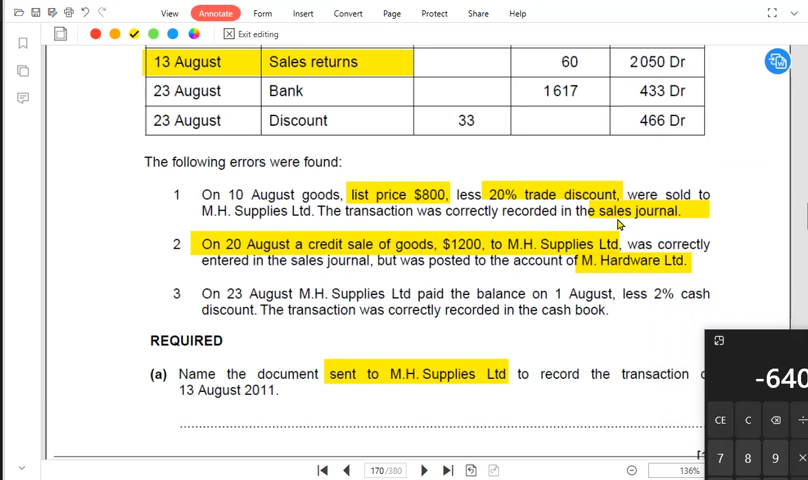 View Annotate Form Insert Convert Page Protect Share Help
Exit editing
13 August Sales returns 60 2 050 Dr
23 August Bank 1 617 433 Dr
23 August Discount 33 466 Dr
The following errors were found:
1 On 10 August goods, list price $800, less 20% trade discount, were sold to
M.H. Supplies Ltd. The transaction was correctly recorded in the sales journal.
2 On 20 August a credit sale of goods, $1200, to M.H. Supplies Ltd, was correctly
entered in the sales journal, but was posted to the account of M. Hardware Ltd.
3 On 23 August M.H. Supplies Ltd paid the balance on 1 August, less 2% cash
discount. The transaction was correctly recorded in the cash book.
REQUIRED
(a) Name the document sent to M.H. Supplies Ltd to record the transaction
13 August 2011.
-640
CE C ÷
7 8 9 ×
170 /380
136%